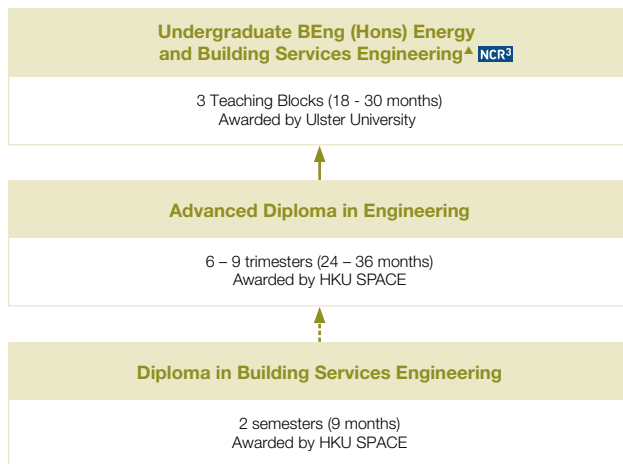 Undergraduate BEng (Hons) Energy
and Building Services Engineering▲ NCR³
3 Teaching Blocks (18 - 30 months)
Awarded by Ulster University
Advanced Diploma in Engineering
6 – 9 trimesters (24 – 36 months)
Awarded by HKU SPACE
Diploma in Building Services Engineering
2 semesters (9 months)
Awarded by HKU SPACE